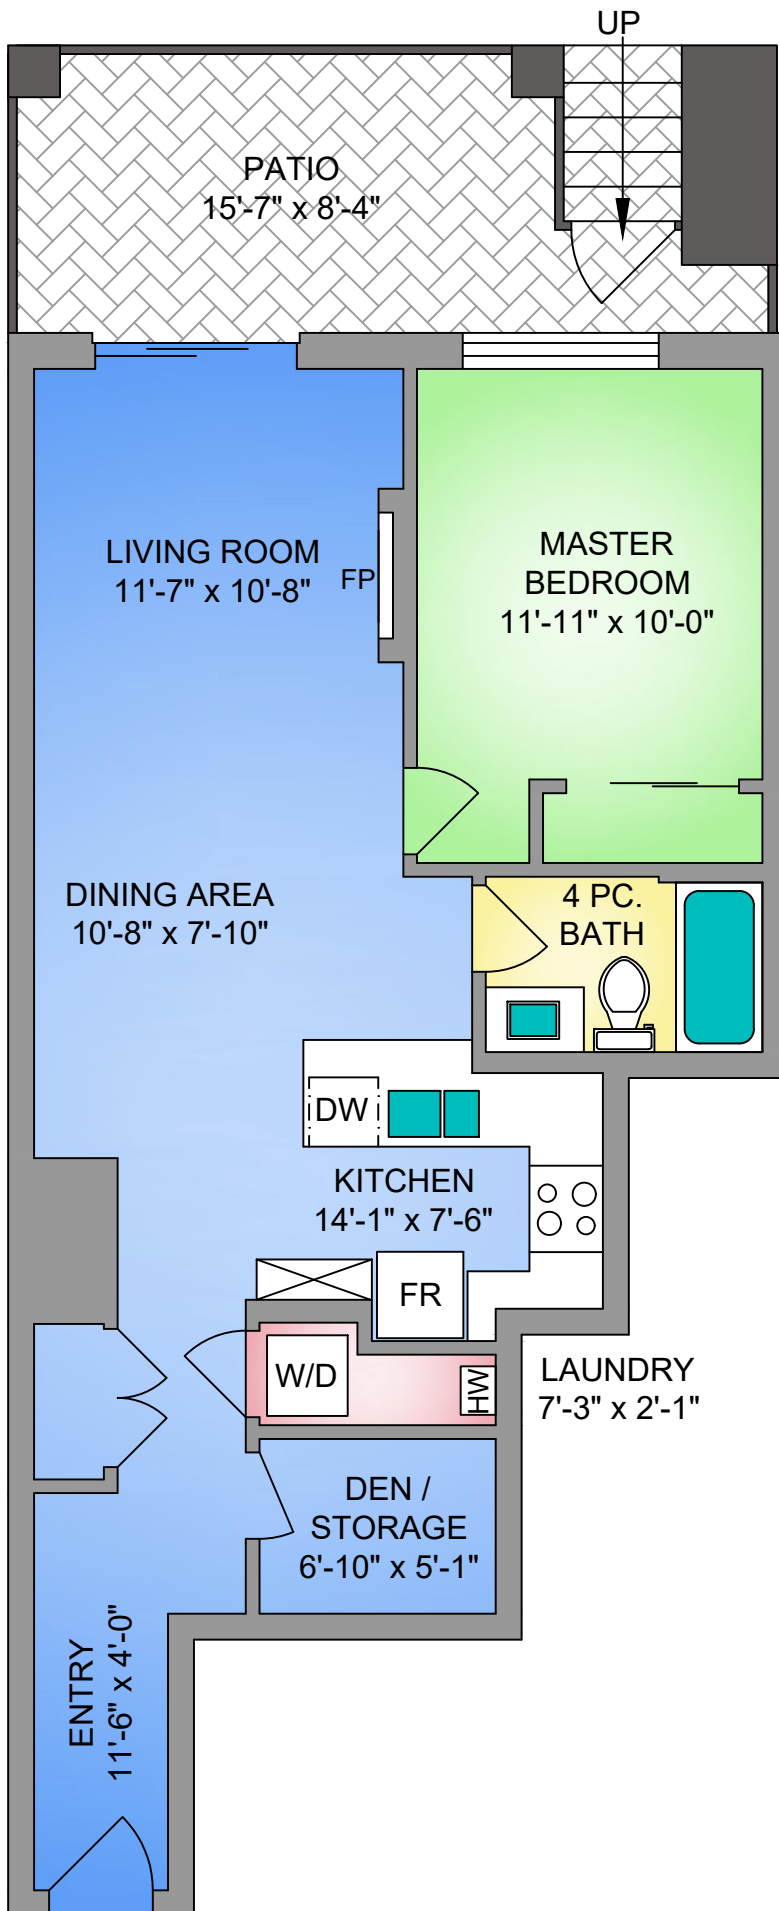 UP
PATIO
15'-7" x 8'-4"
LIVING ROOM
11'-7" x 10'-8"
FP
MASTER
BEDROOM
11'-11" x 10'-0"
DINING AREA
10'-8" x 7'-10"
4 PC.
BATH
DW
KITCHEN
14'-1" x 7'-6"
FR
W/D
HW
LAUNDRY
7'-3" x 2'-1"
DEN /
STORAGE
6'-10" x 5'-1"
ENTRY
11'-6" x 4'-0"